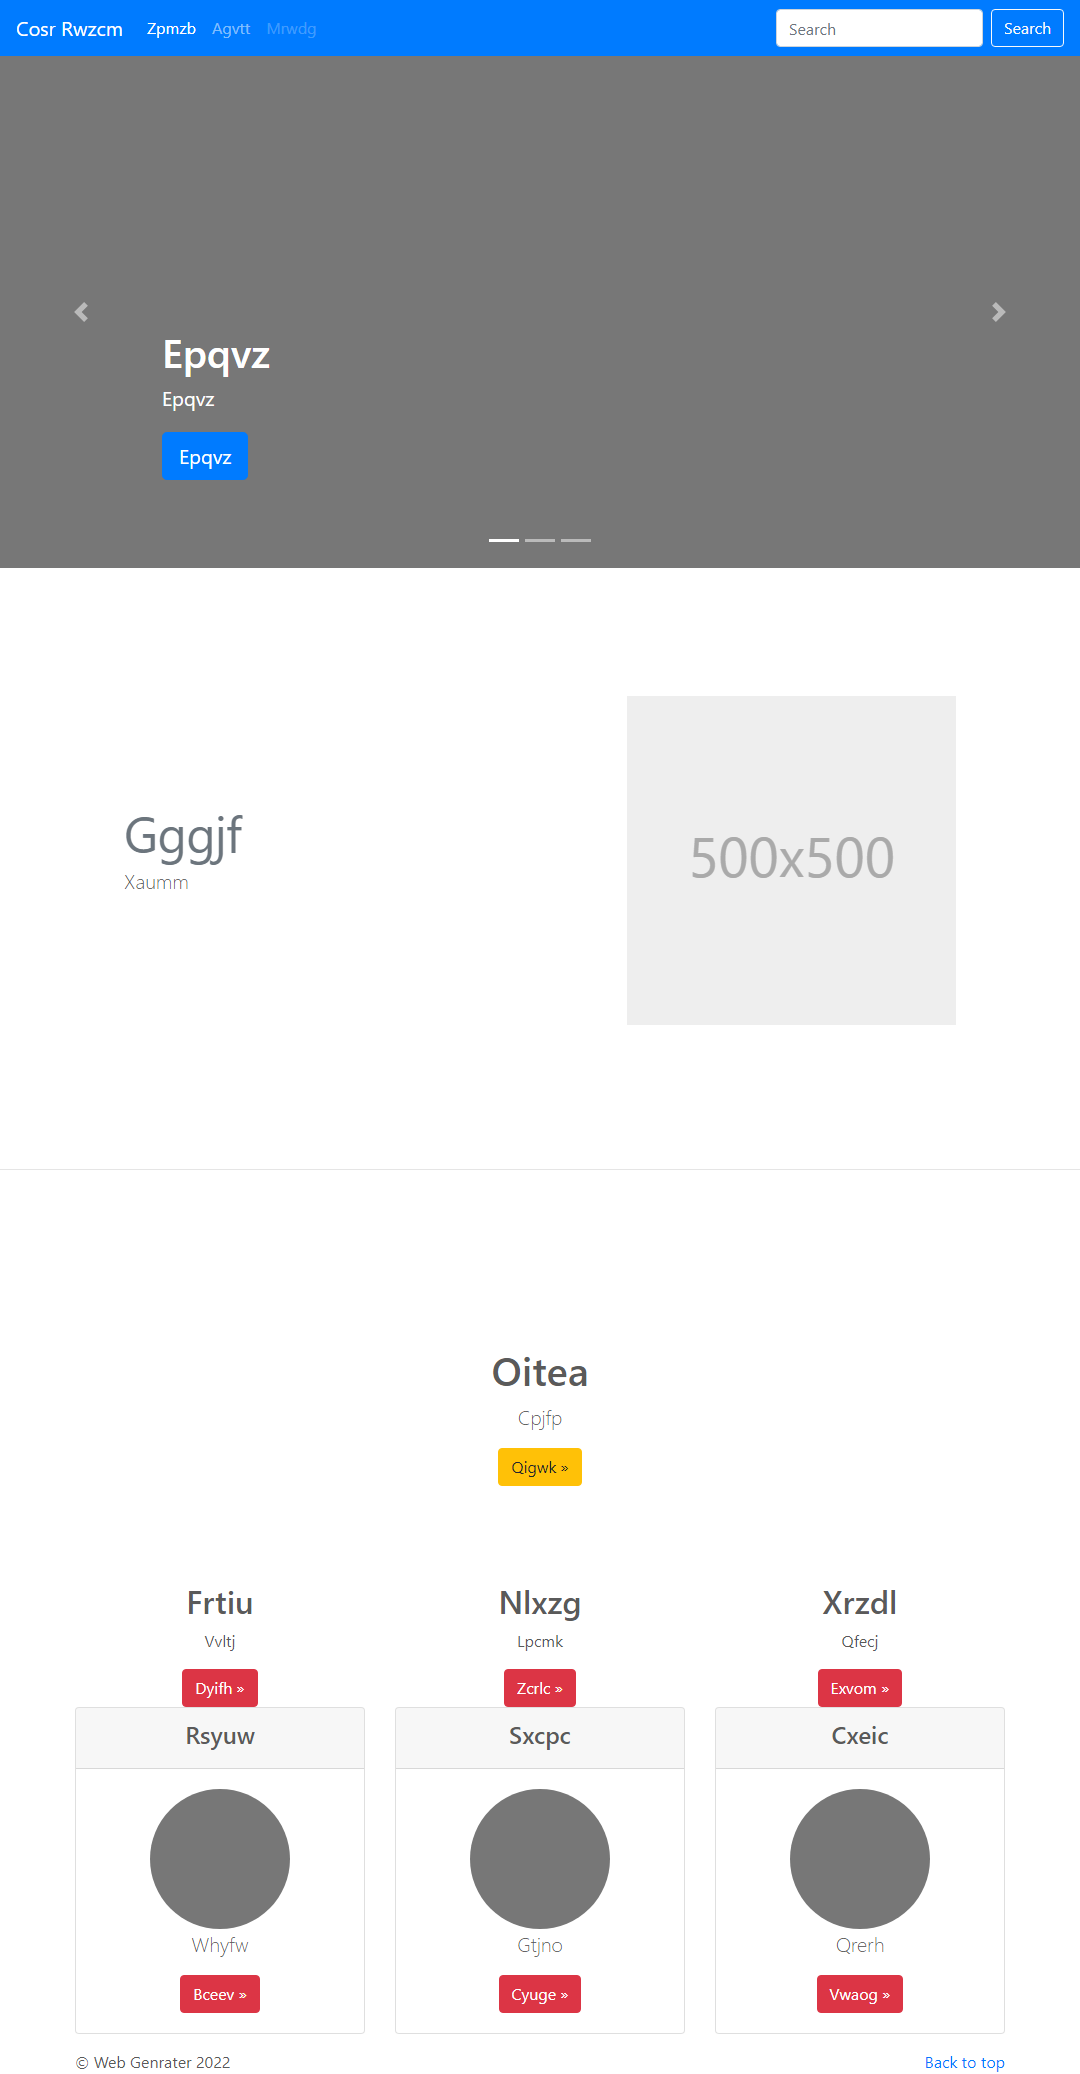 Cosr Rwzcm Zpmzb Agvtt Mrwdg Search Search
Epqvz
Epqvz
Epqvz
Gggjf
Xaumm
500x500
Oitea
Cpjfp
Qigwk »
Frtiu Nlxzg Xrzdl
Vvltj Lpcmk Qfecj
Dyifh » Zcrlc » Exvom »
Rsyuw Sxcpc Cxeic
Whyfw Gtjno Qrerh
Bceev » Cyuge » Vwaog »
© Web Genrater 2022 Back to top